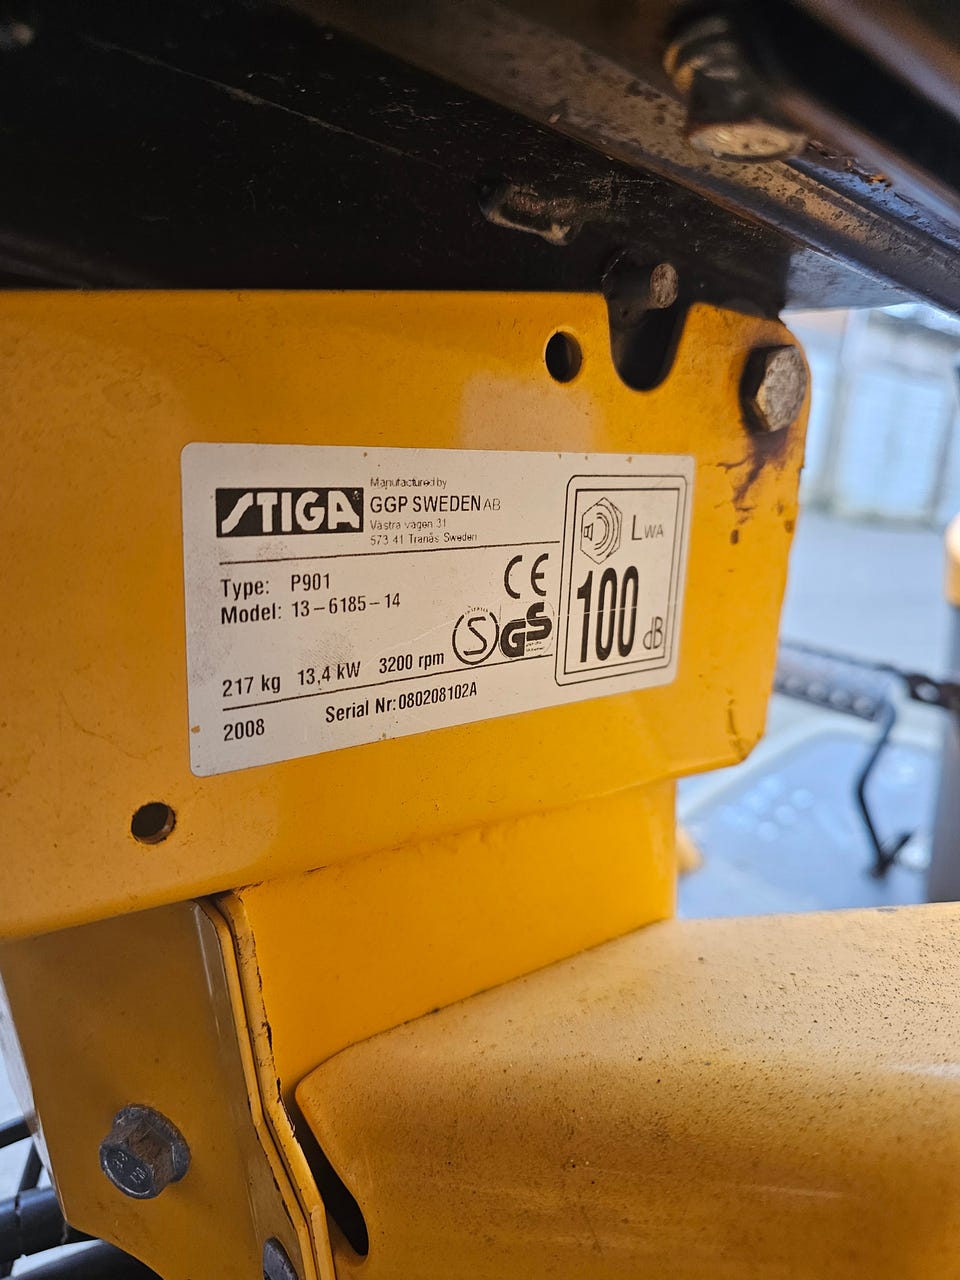 STIGA
Manufactured by
GGP SWEDEN AB
Västra vägen 31
573 41 Tranås Sweden
Type: P901
Model: 13-6185-14
CE
S
GS
LWA
100
dB
217 kg 13,4 kW 3200 rpm
2008 Serial Nr: 080208102A